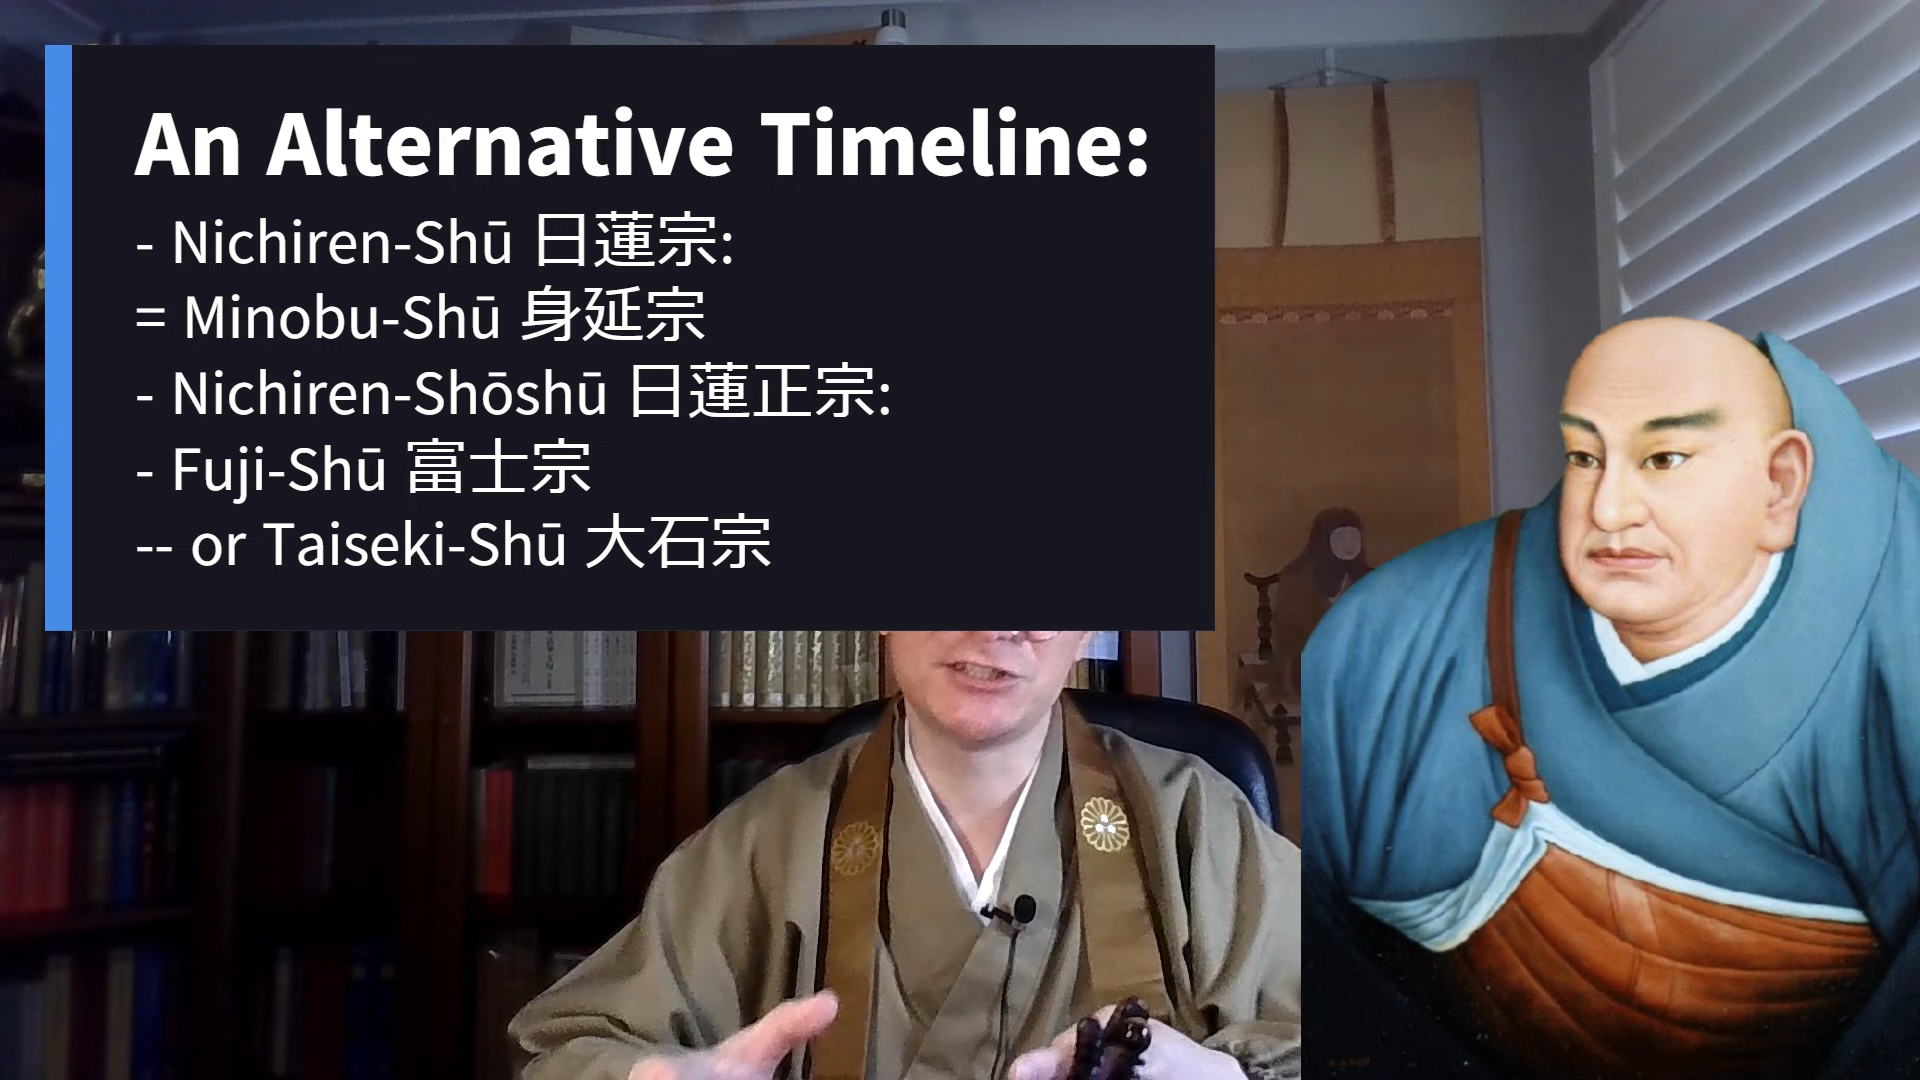 An Alternative Timeline:
- Nichiren-Shū 日蓮宗:
= Minobu-Shū 身延宗
- Nichiren-Shōshū 日蓮正宗:
- Fuji-Shū 富士宗
-- or Taiseki-Shū 大石宗